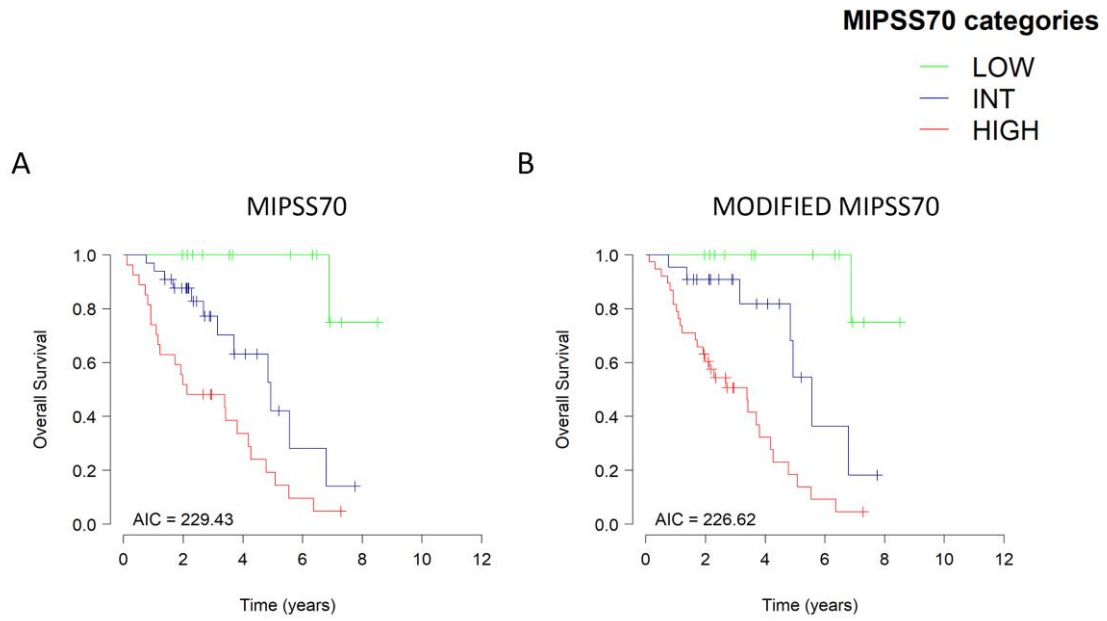 MIPSS70 categories
LOW
INT
HIGH
A
B
MIPSS70
MODIFIED MIPSS70
Overall Survival
1.0
0.8
0.6
0.4
0.2
0.0
AIC = 229.43
0 2 4 6 8 10 12
Time (years)
Overall Survival
1.0
0.8
0.6
0.4
0.2
0.0
AIC = 226.62
0 2 4 6 8 10 12
Time (years)